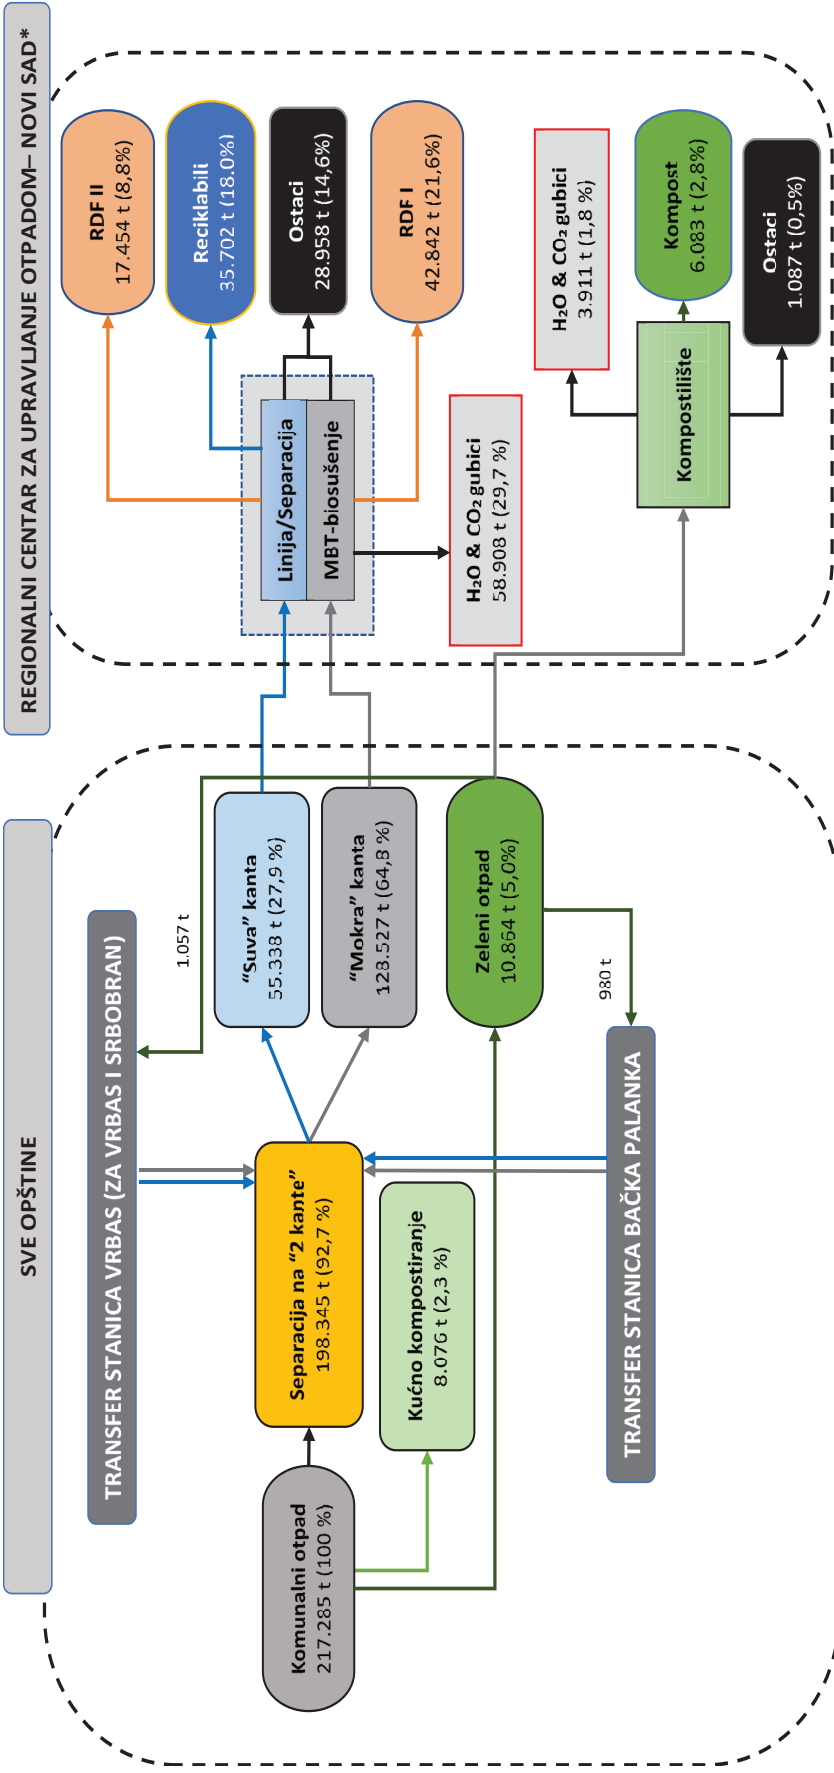 SVE OPŠTINE
REGIONALNI CENTAR ZA UPRAVLJANJE OTPADOM– NOVI SAD*
TRANSFER STANICA VRBAS (ZA VRBAS I SRBOBRAN)
1.057 t
Komunalni otpad
217.285 t (100 %)
Separacija na “2 kante”
198.345 t (92,7 %)
Kućno kompostiranje
8.076 t (2,3 %)
“Suva” kanta
55.338 t (27,9 %)
“Mokra” kanta
128.527 t (64,8 %)
Zeleni otpad
10.864 t (5,0%)
980 t
TRANSFER STANICA BAČKA PALANKA
Linija/Separacija
MBT-biosušenje
H₂O & CO₂ gubici
58.908 t (29,7 %)
Kompostilište
RDF II
17.454 t (8,8%)
Reciklabili
35.702 t (18.0%)
Ostaci
28.958 t (14,6%)
RDF I
42.842 t (21,6%)
H₂O & CO₂ gubici
3.911 t (1,8 %)
Kompost
6.083 t (2,8%)
Ostaci
1.087 t (0,5%)